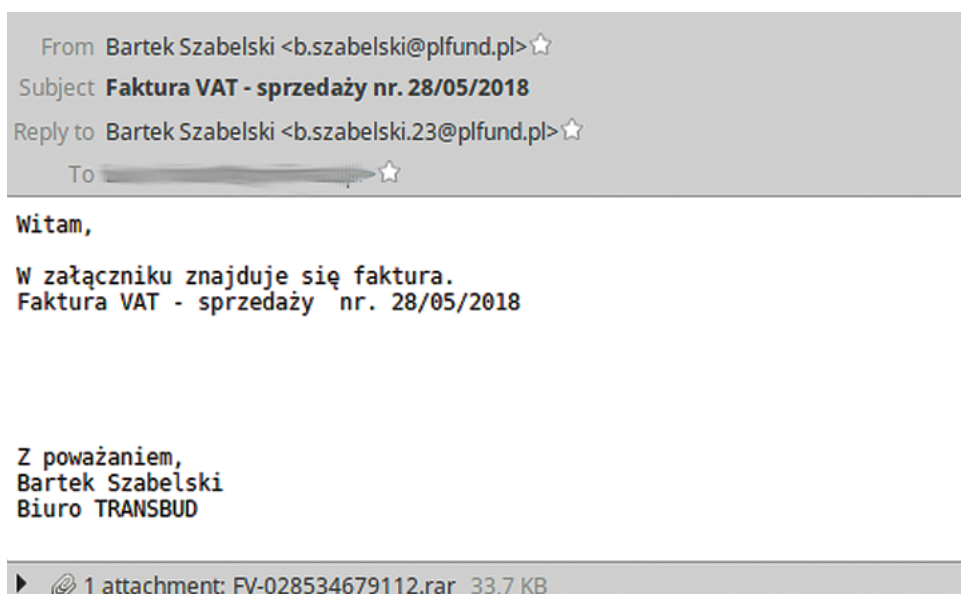 From Bartek Szabelski <b.szabelski@plfund.pl>
Subject Faktura VAT - sprzedaży nr. 28/05/2018
Reply to Bartek Szabelski <b.szabelski.23@plfund.pl>
To
Witam,
W załączniku znajduje się faktura.
Faktura VAT - sprzedaży  nr. 28/05/2018
Z poważaniem,
Bartek Szabelski
Biuro TRANSBUD
1 attachment: FV-028534679112.rar 33,7 KB